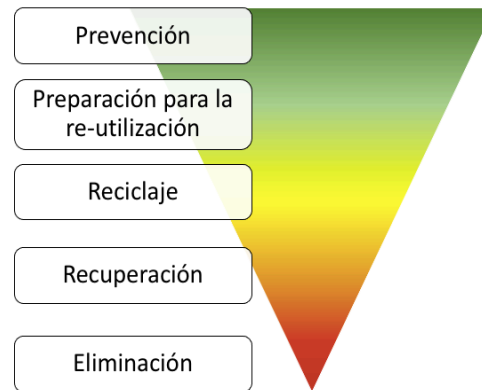 Prevención
Preparación para la
re-utilización
Reciclaje
Recuperación
Eliminación